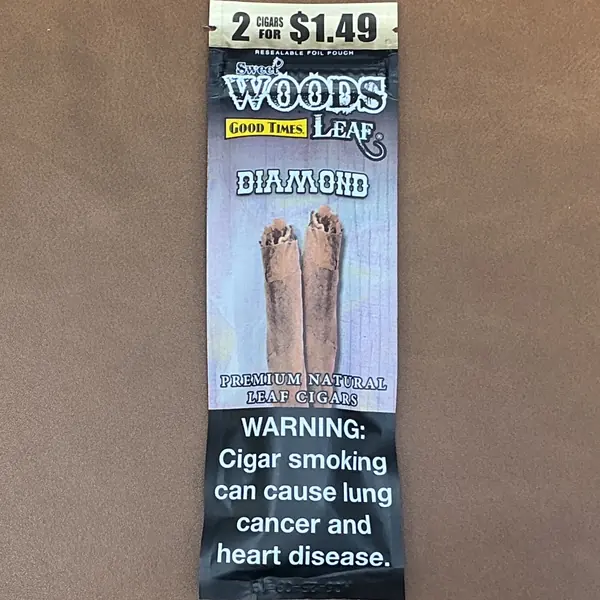 2 CIGARS FOR $1.49
RESEALABLE FOIL POUCH
Sweet
WOODS
GOOD TIMES® LEAF®
DIAMOND
PREMIUM NATURAL
LEAF CIGARS
WARNING:
Cigar smoking
can cause lung
cancer and
heart disease.